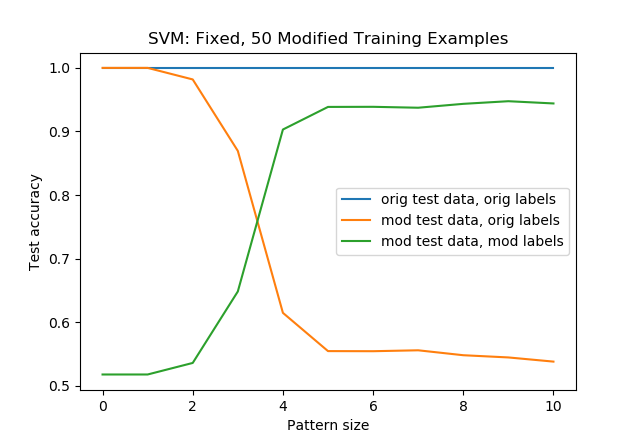 SVM: Fixed, 50 Modified Training Examples
1.0
0.9
0.8
0.7
0.6
0.5
Test accuracy
orig test data, orig labels
mod test data, orig labels
mod test data, mod labels
0 2 4 6 8 10
Pattern size